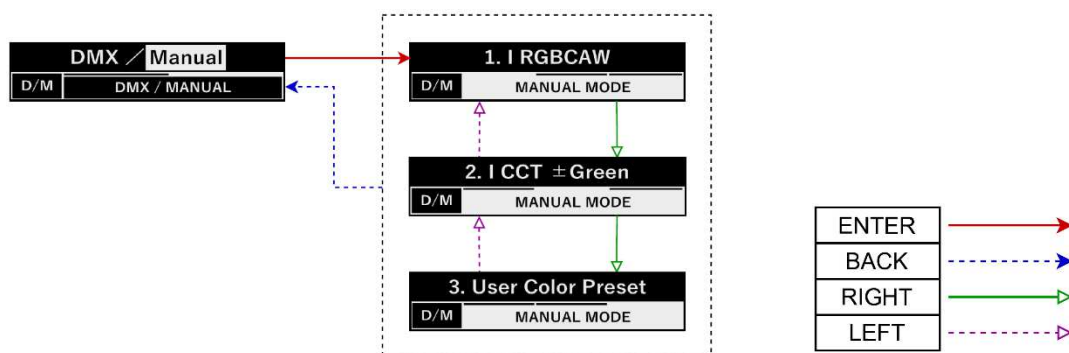 DMX / Manual
D/M DMX / MANUAL
1. I RGBCAW
D/M MANUAL MODE
2. I CCT ±Green
D/M MANUAL MODE
3. User Color Preset
D/M MANUAL MODE
ENTER
BACK
RIGHT
LEFT